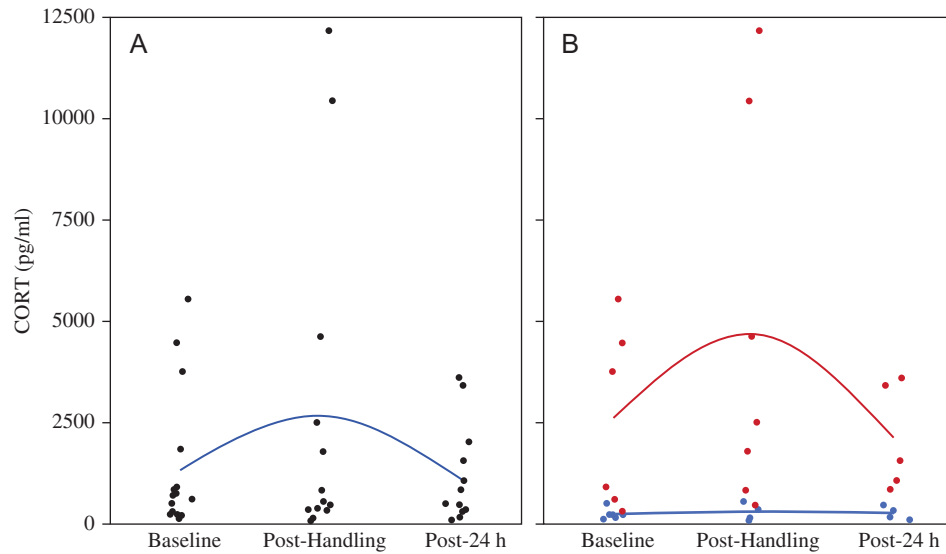 12500
10000
7500
5000
2500
0
CORT (pg/ml)
A
Baseline
Post-Handling
Post-24 h
B
Baseline
Post-Handling
Post-24 h